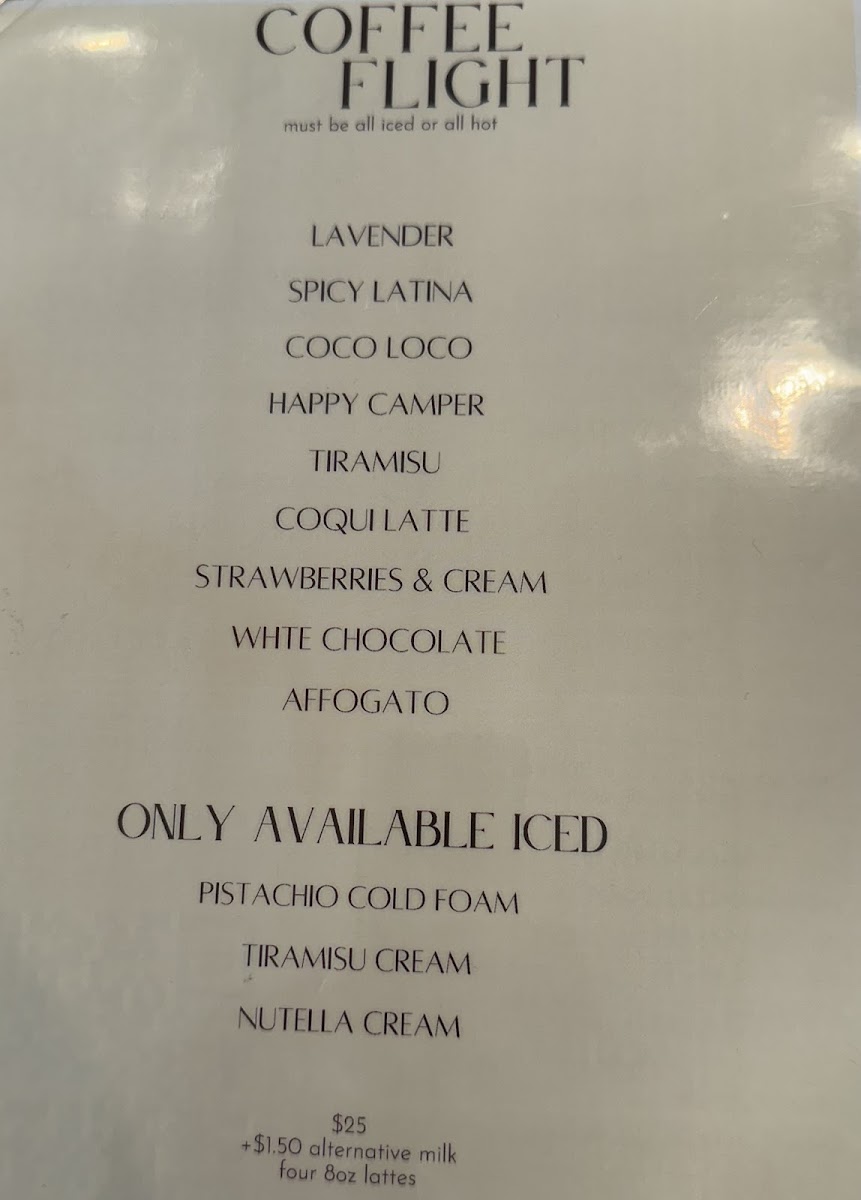 COFFEE
FLIGHT
must be all iced or all hot
LAVENDER
SPICY LATINA
COCO LOCO
HAPPY CAMPER
TIRAMISU
COQUI LATTE
STRAWBERRIES & CREAM
WHTE CHOCOLATE
AFFOGATO
ONLY AVAILABLE ICED
PISTACHIO COLD FOAM
TIRAMISU CREAM
NUTELLA CREAM
$25
+$1.50 alternative milk
four 8oz lattes